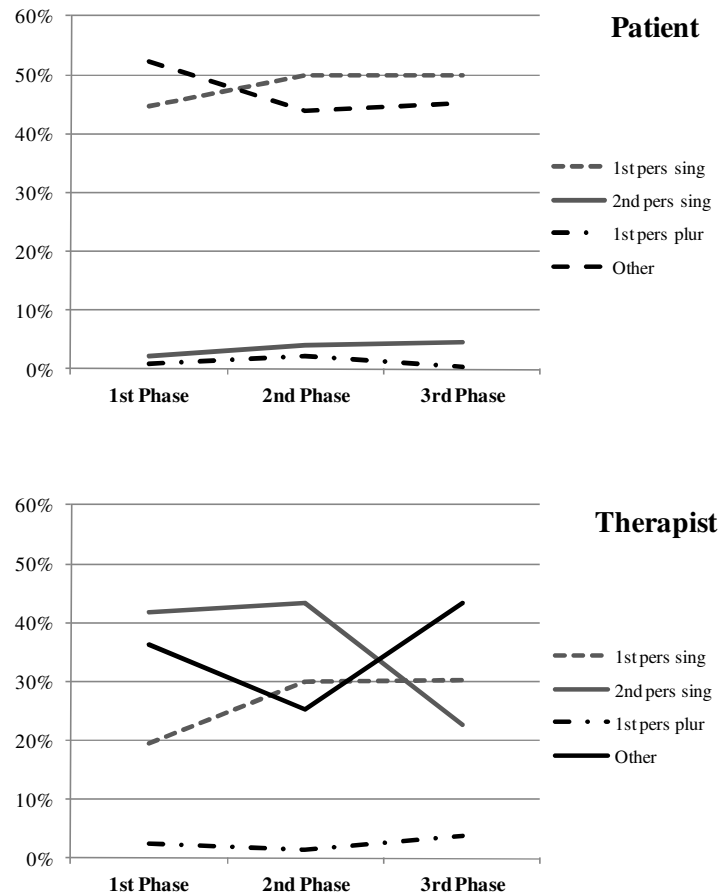 Patient
60%
50%
40%
30%
20%
10%
0%
1st Phase 2nd Phase 3rd Phase
1st pers sing
2nd pers sing
1st pers plur
Other
Therapist
60%
50%
40%
30%
20%
10%
0%
1st Phase 2nd Phase 3rd Phase
1st pers sing
2nd pers sing
1st pers plur
Other